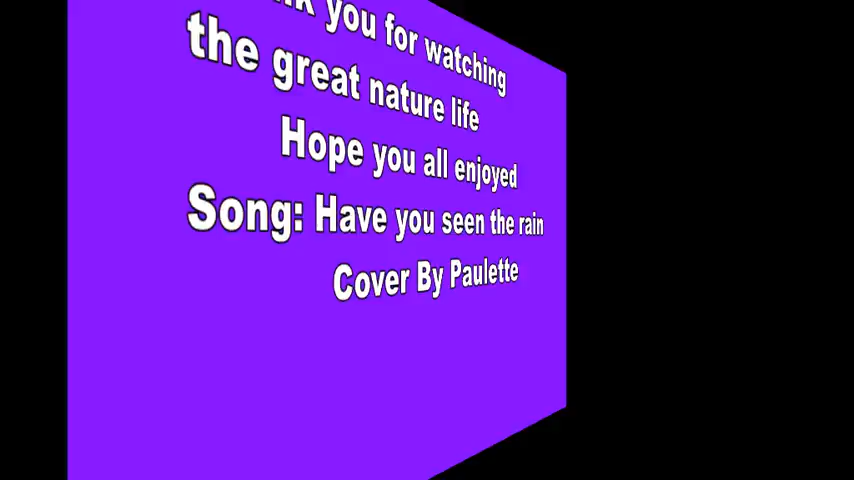 you for watching
the great nature life
Hope you all enjoyed
Song: Have you seen the rain
Cover By Paulette